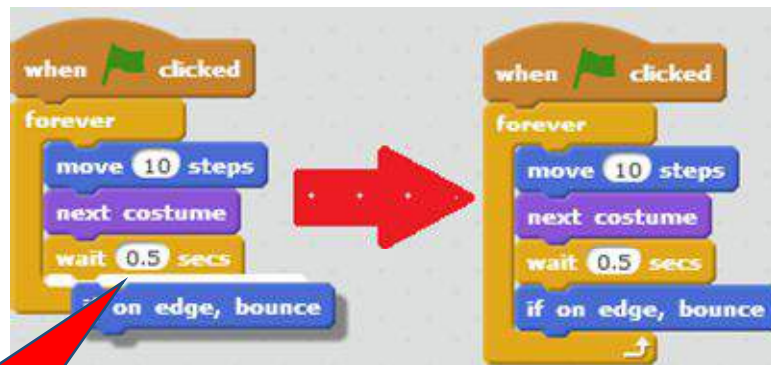 when clicked
forever
move 10 steps
next costume
wait 0.5 secs
if on edge, bounce
when clicked
forever
move 10 steps
next costume
wait 0.5 secs
if on edge, bounce